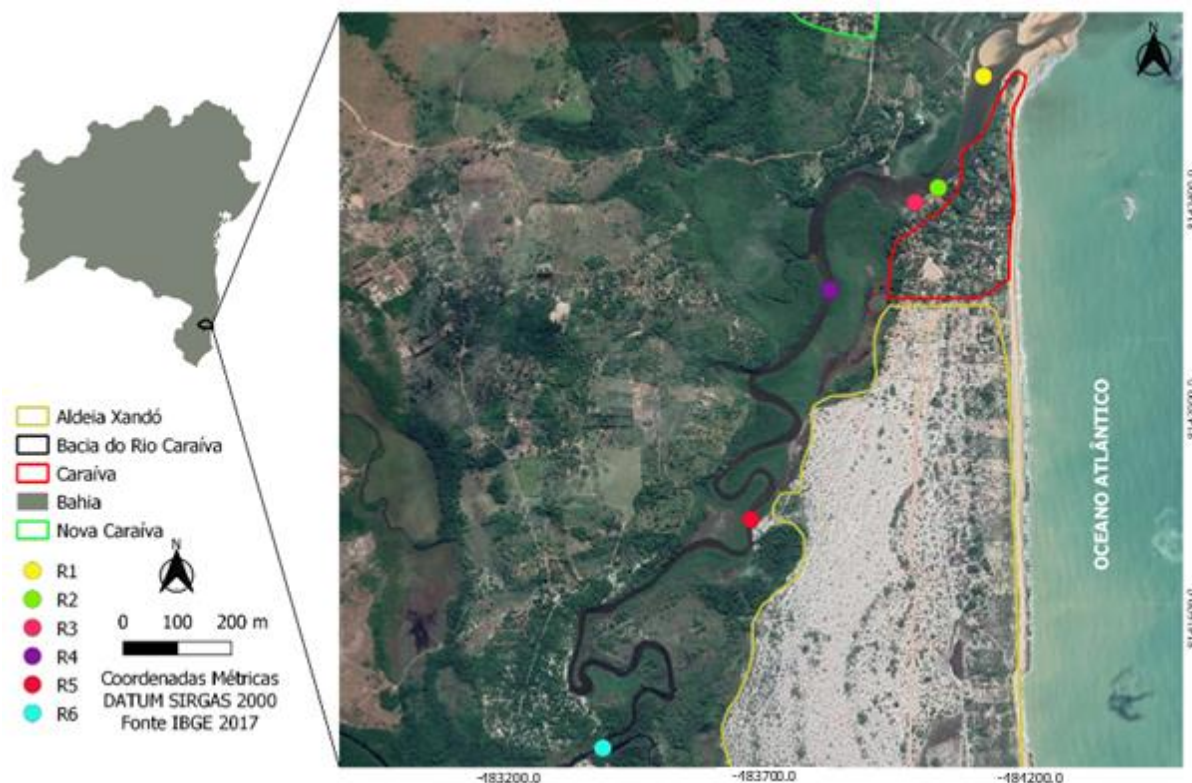 N
OCEANO ATLÂNTICO
Aldeia Xandó
Bacia do Rio Caraíva
Caraíva
Bahia
Nova Caraíva
R1
R2
R3
R4
R5
R6
N
0 100 200 m
Coordenadas Métricas
DATUM SIRGAS 2000
Fonte IBGE 2017
-483200.0 -483700.0 -484200.0